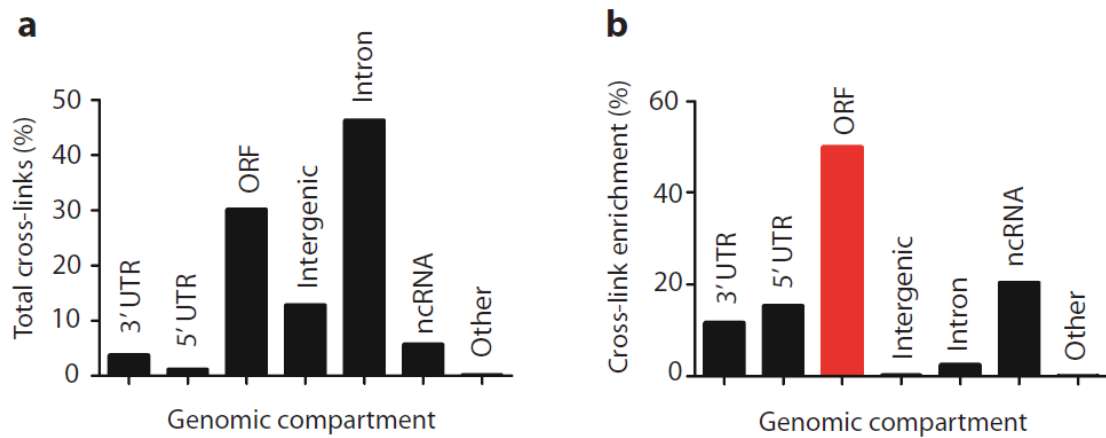 a
Total cross-links (%)
50
40
30
20
10
0
3′ UTR
5′ UTR
ORF
Intergenic
Intron
ncRNA
Other
Genomic compartment
b
Cross-link enrichment (%)
60
40
20
0
3′ UTR
5′ UTR
ORF
Intergenic
Intron
ncRNA
Other
Genomic compartment